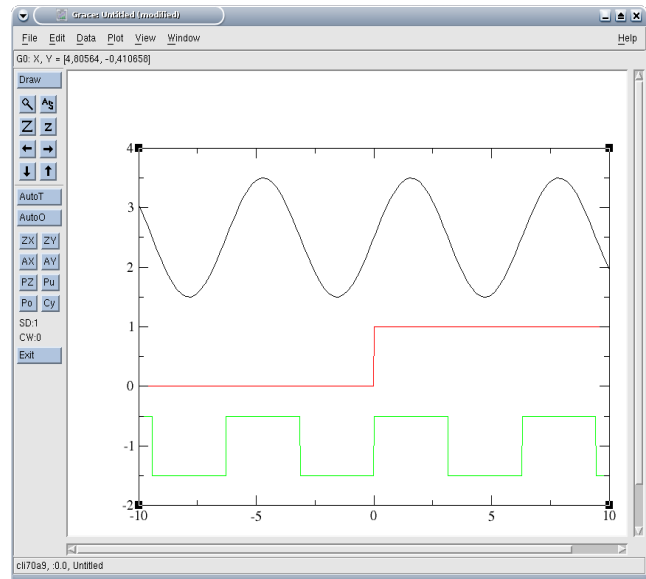 Grace: Untitled (modified)
File Edit Data Plot View Window Help
G0: X, Y = [4,80564, -0,410658]
Draw
A S
Z z
AutoT
AutoO
ZX ZY
AX AY
PZ Pu
Po Cy
SD:1
CW:0
Exit
4
3
2
1
0
-1
-2
-10 -5 0 5 10
cli70a9, :0.0, Untitled